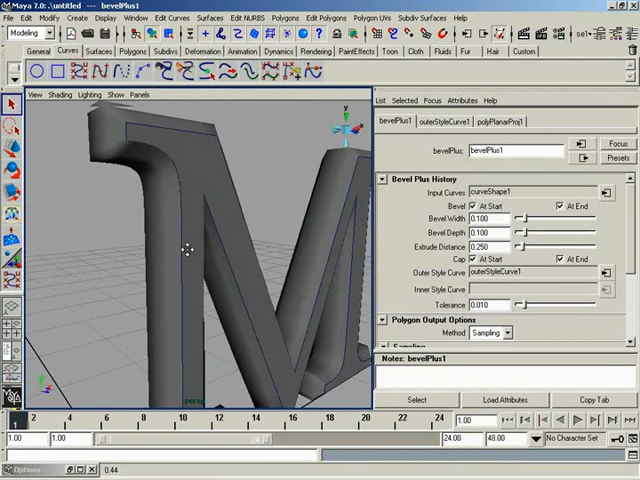 Maya 7.0: .\untitled --- bevelPlus1
File Edit Modify Create Display Window Edit Curves Surfaces Edit NURBS Polygons Edit Polygons Polygon UVs Subdiv Surfaces Help
Modeling sel
General Curves Surfaces Polygons Subdivs Deformation Animation Dynamics Rendering PaintEffects Toon Cloth Fluids Fur Hair Custom
View Shading Lighting Show Panels
List Selected Focus Attributes Help
bevelPlus1 outerStyleCurve1 polyPlanarProj1
bevelPlus: bevelPlus1
Focus
Presets
Bevel Plus History
Input Curves curveShape1
Bevel At Start At End
Bevel Width 0.100
Bevel Depth 0.100
Extrude Distance 0.250
Cap At Start At End
Outer Style Curve outerStyleCurve1
Inner Style Curve
Tolerance 0.010
Polygon Output Options
Method Sampling
Sampling
Notes: bevelPlus1
Select Load Attributes Copy Tab
y
persp
2 4 6 8 10 12 14 16 18 20 22 24 1.00
1.00 1.00 24.00 48.00 No Character Set
Options 0.44